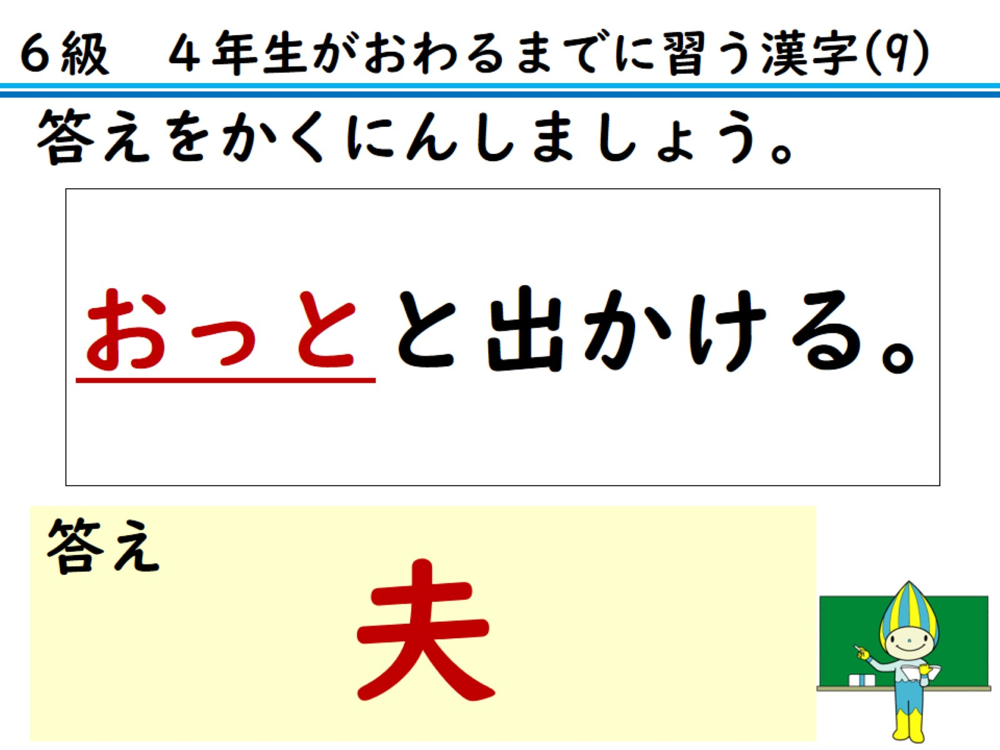 ６級　４年生がおわるまでに習う漢字(9)
答えをかくにんしましょう。
おっとと出かける。
答え
夫